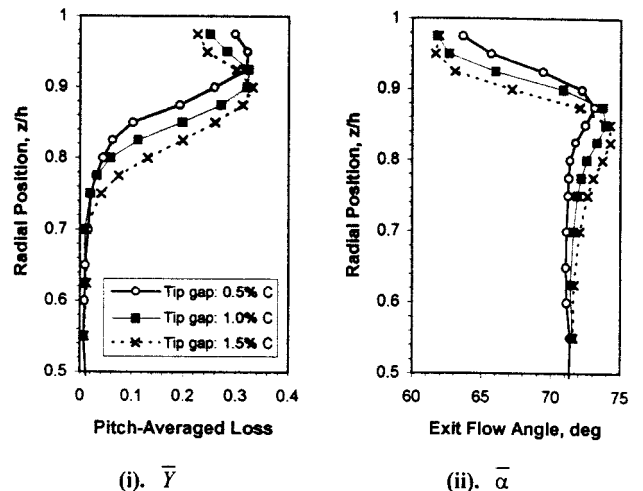 1
0.9
0.8
0.7
0.6
0.5
Radial Position, z/h
Tip gap: 0.5% C
Tip gap: 1.0% C
Tip gap: 1.5% C
0
0.1
0.2
0.3
0.4
Pitch-Averaged Loss
(i). Y̅
1
0.9
0.8
0.7
0.6
0.5
Radial Position, z/h
60
65
70
75
Exit Flow Angle, deg
(ii). α̅